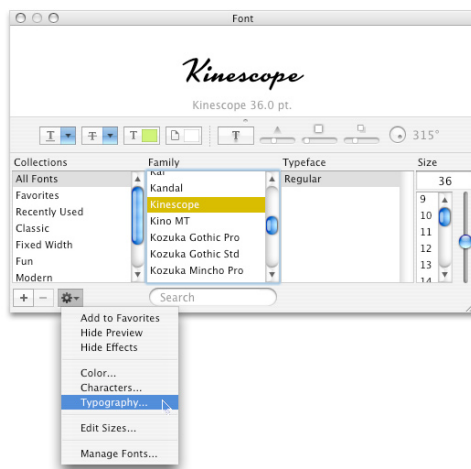 Font
Kinescope
Kinescope 36.0 pt.
T T T T 315°
Collections Family Typeface Size
All Fonts Kai Regular 36
Favorites Kandal 9
Recently Used Kinescope 10
Classic Kino MT 11
Fixed Width Kozuka Gothic Pro 12
Fun Kozuka Gothic Std 13
Modern Kozuka Mincho Pro 14
+ − Search
Add to Favorites
Hide Preview
Hide Effects
Color...
Characters...
Typography...
Edit Sizes...
Manage Fonts...